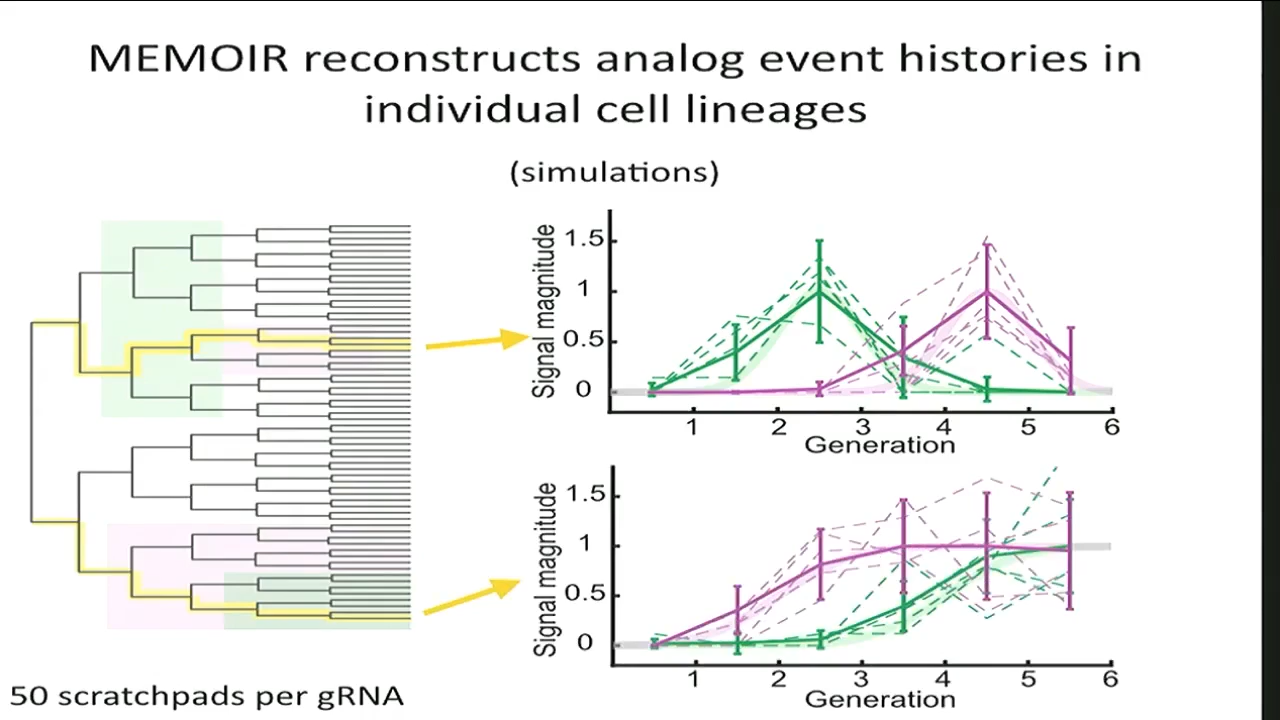 MEMOIR reconstructs analog event histories in
individual cell lineages
(simulations)
Signal magnitude
1.5
1
0.5
0
1 2 3 4 5 6
Generation
Signal magnitude
1.5
1
0.5
0
1 2 3 4 5 6
Generation
50 scratchpads per gRNA